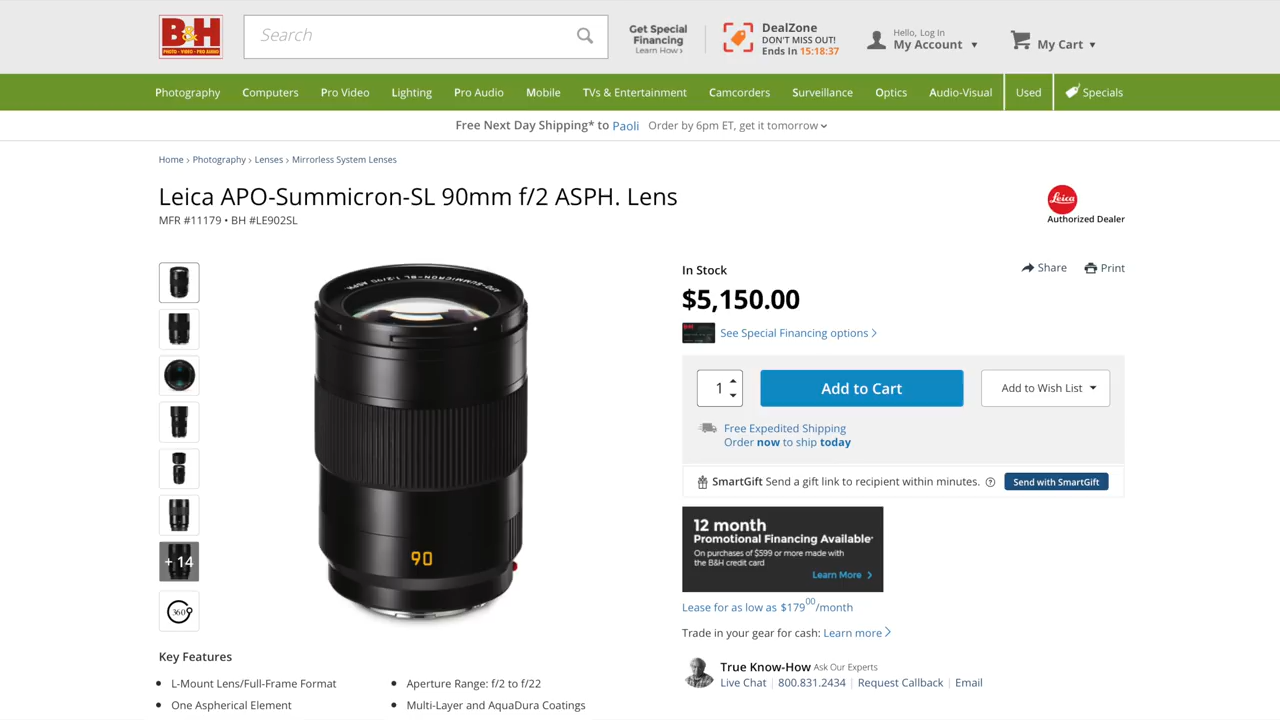 B&H
PHOTO • VIDEO • PRO AUDIO
Search
Get Special
Financing
Learn How ›
DealZone
DON'T MISS OUT!
Ends In 15:18:37
Hello, Log In
My Account
My Cart
Photography Computers Pro Video Lighting Pro Audio Mobile TVs & Entertainment Camcorders Surveillance Optics Audio-Visual Used Specials
Free Next Day Shipping* to Paoli Order by 6pm ET, get it tomorrow
Home › Photography › Lenses › Mirrorless System Lenses
Leica APO-Summicron-SL 90mm f/2 ASPH. Lens
MFR #11179 • BH #LE902SL
Leica
Authorized Dealer
APO-SUMMICRON-SL 1:2/90 ASPH.
90
+ 14
360º
In Stock
Share
Print
$5,150.00
B&H
See Special Financing options
1
Add to Cart
Add to Wish List
Free Expedited Shipping
Order now to ship today
SmartGift Send a gift link to recipient within minutes. ?
Send with SmartGift
12 month
Promotional Financing Available*
On purchases of $599 or more made with
the B&H credit card
Learn More
Lease for as low as $179⁰⁰/month
Trade in your gear for cash: Learn more
True Know-How Ask Our Experts
Live Chat | 800.831.2434 | Request Callback | Email
Key Features
• L-Mount Lens/Full-Frame Format
• Aperture Range: f/2 to f/22
• One Aspherical Element
• Multi-Layer and AquaDura Coatings